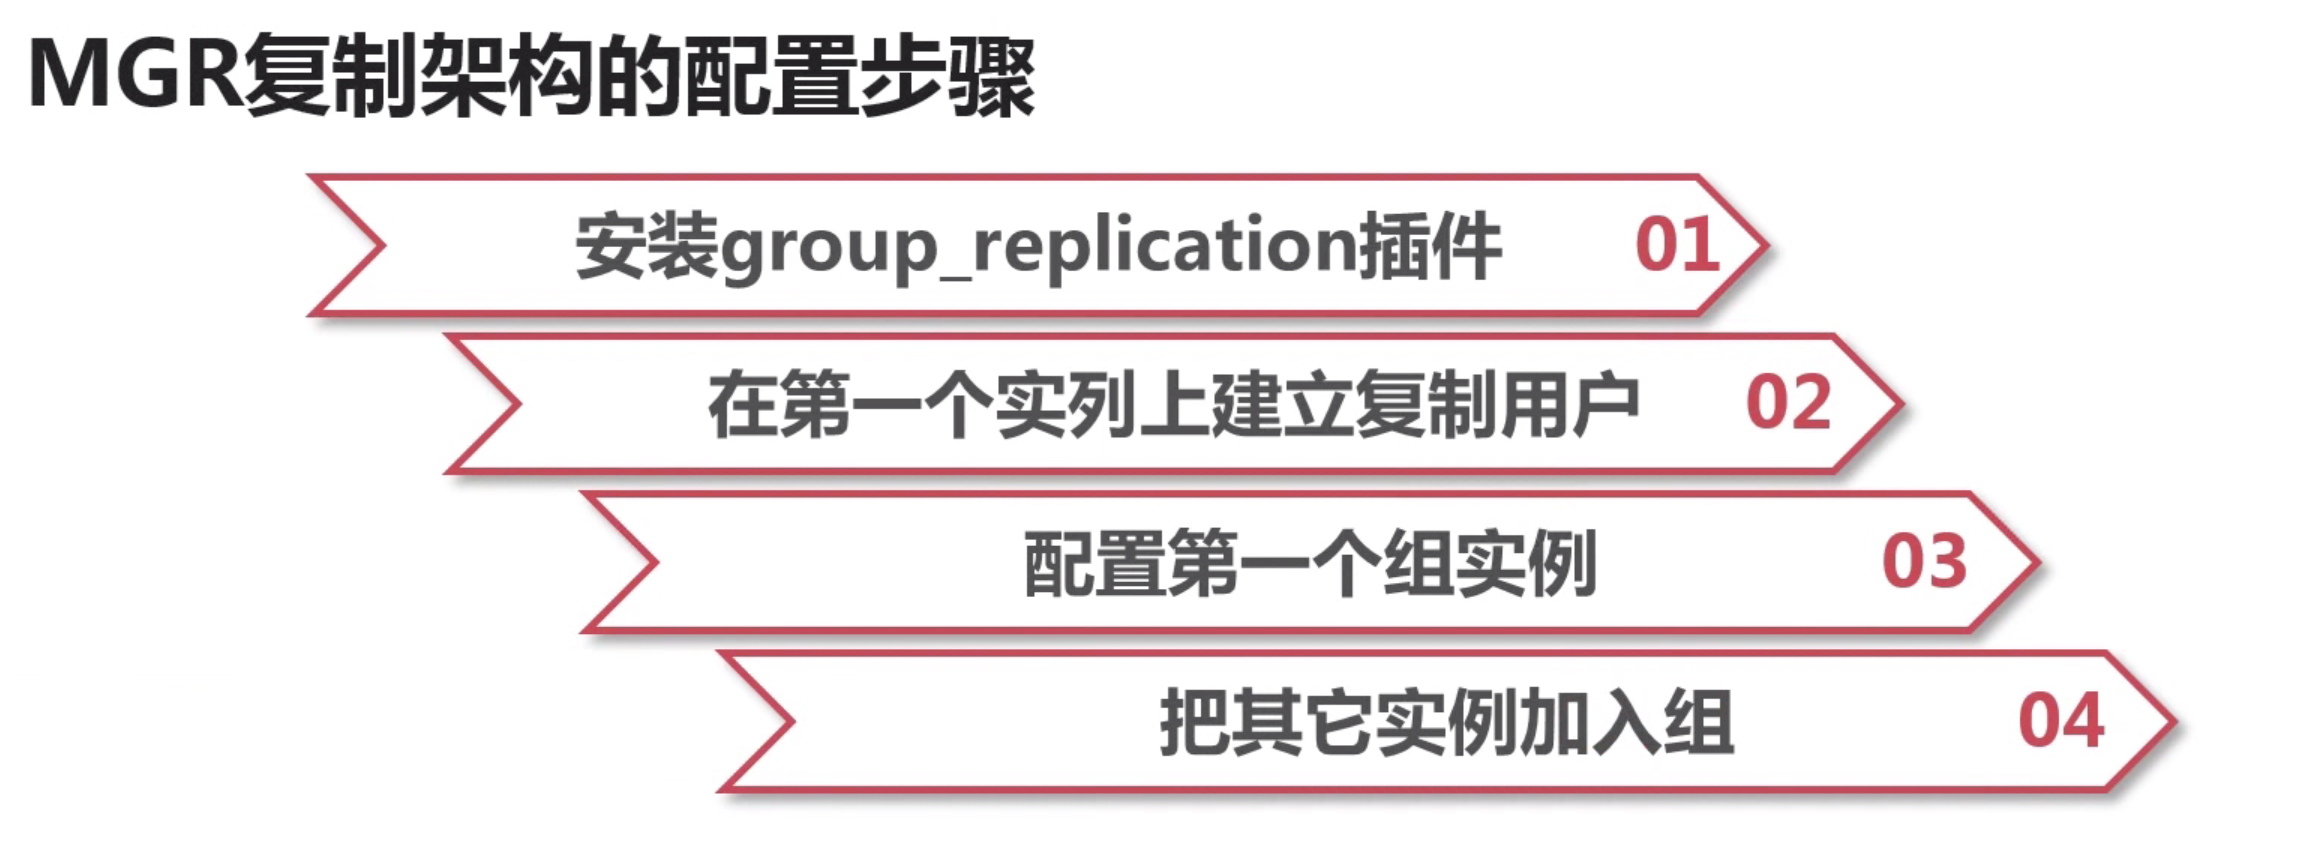 MGR复制架构的配置步骤
安装group_replication插件 01
在第一个实列上建立复制用户 02
配置第一个组实例 03
把其它实例加入组 04